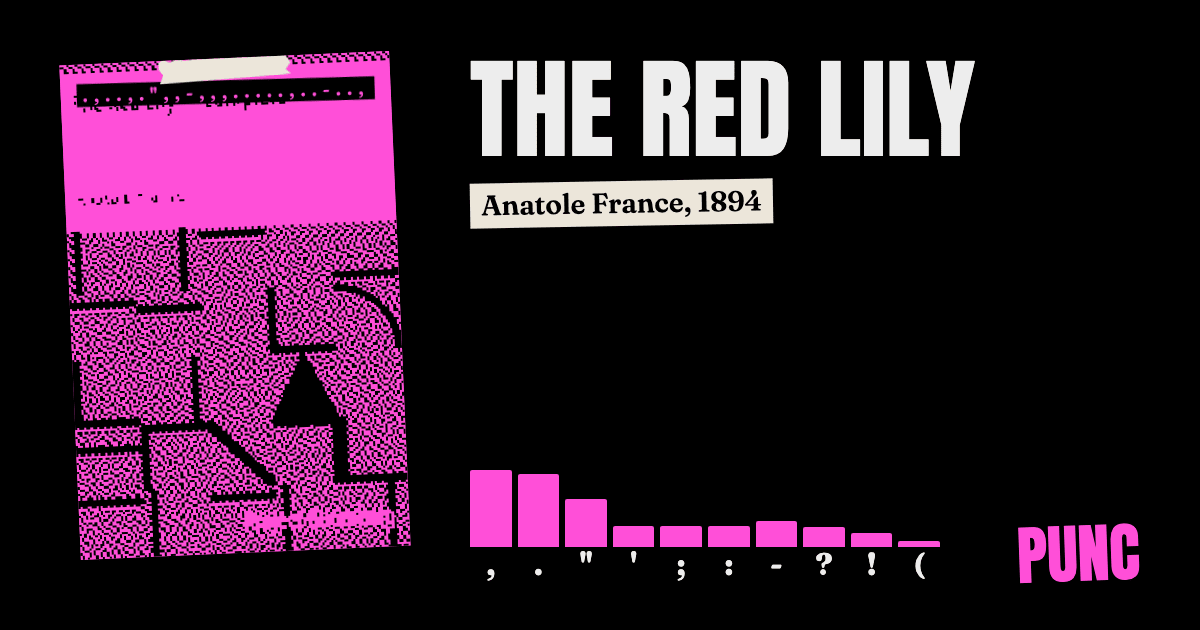 THE RED LILY
Anatole France, 1894
, . " ' ; : - ? ! (
PUNC